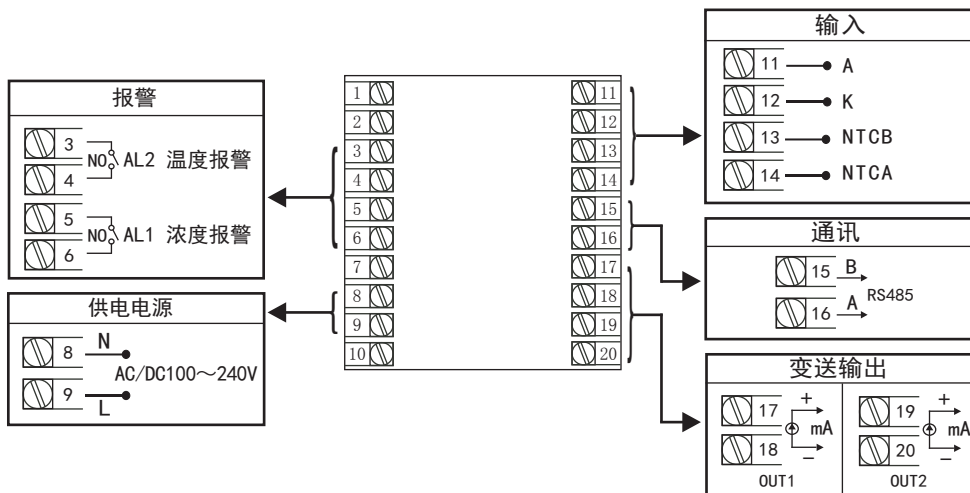 报警
3
NO AL2 温度报警
4
5
NO AL1 浓度报警
6
供电电源
8 N
AC/DC100～240V
9 L
1
2
3
4
5
6
7
8
9
10
11
12
13
14
15
16
17
18
19
20
输入
11 A
12 K
13 NTCB
14 NTCA
通讯
15 B
RS485
16 A
变送输出
17 +
mA
18 −
OUT1
19 +
mA
20 −
OUT2